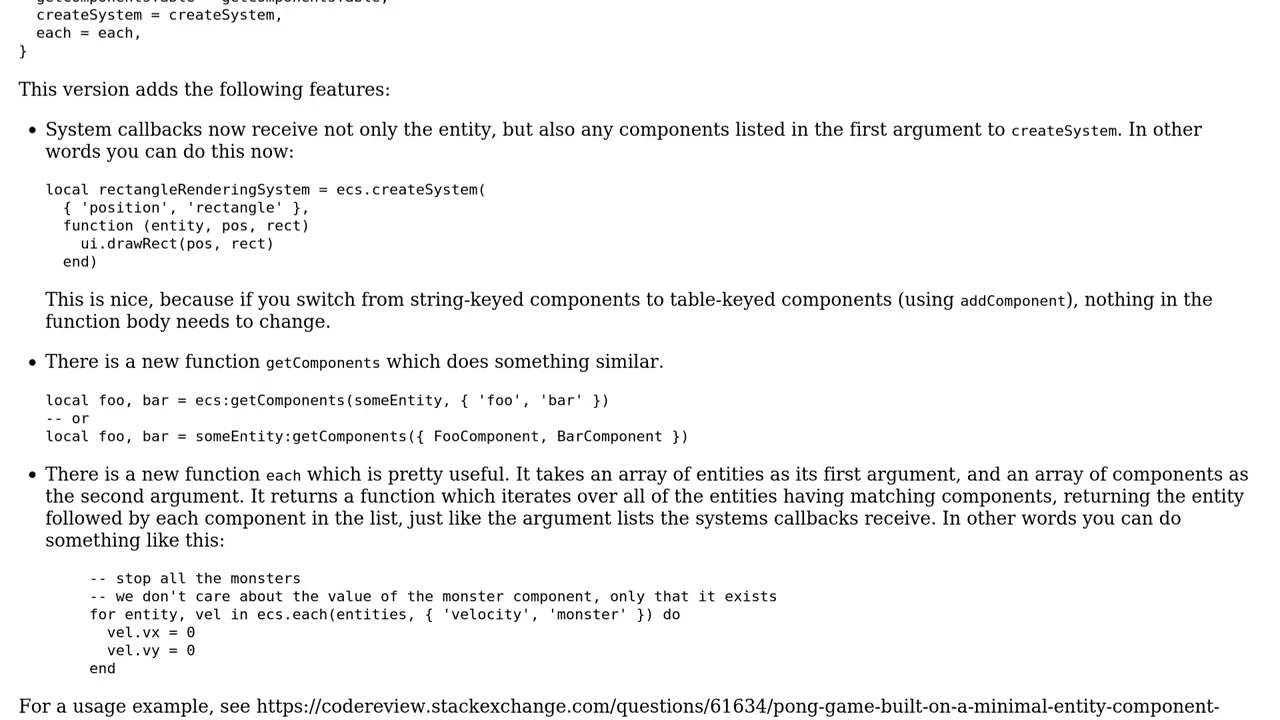 createSystem = createSystem,
each = each,
}
This version adds the following features:
• System callbacks now receive not only the entity, but also any components listed in the first argument to createSystem. In other
words you can do this now:
local rectangleRenderingSystem = ecs.createSystem(
{ 'position', 'rectangle' },
function (entity, pos, rect)
ui.drawRect(pos, rect)
end)
This is nice, because if you switch from string-keyed components to table-keyed components (using addComponent), nothing in the
function body needs to change.
• There is a new function getComponents which does something similar.
local foo, bar = ecs:getComponents(someEntity, { 'foo', 'bar' })
-- or
local foo, bar = someEntity:getComponents({ FooComponent, BarComponent })
• There is a new function each which is pretty useful. It takes an array of entities as its first argument, and an array of components as
the second argument. It returns a function which iterates over all of the entities having matching components, returning the entity
followed by each component in the list, just like the argument lists the systems callbacks receive. In other words you can do
something like this:
-- stop all the monsters
-- we don't care about the value of the monster component, only that it exists
for entity, vel in ecs.each(entities, { 'velocity', 'monster' }) do
vel.vx = 0
vel.vy = 0
end
For a usage example, see https://codereview.stackexchange.com/questions/61634/pong-game-built-on-a-minimal-entity-component-